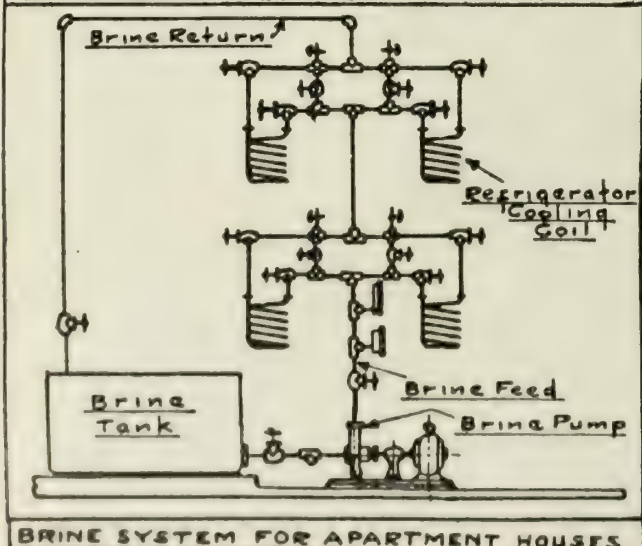 Brine Return
Refrigerator
Cooling
Coil
Brine Feed
Brine Pump
Brine
Tank
BRINE SYSTEM FOR APARTMENT HOUSES